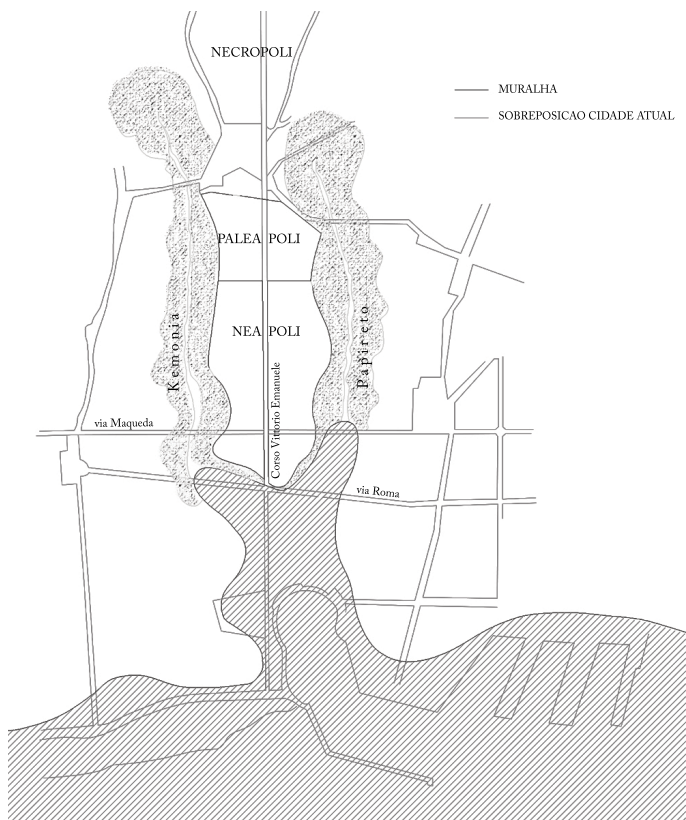 NECROPOLI
MURALHA
SOBREPOSICAO CIDADE ATUAL
PALEA POLI
NEA POLI
Kemonia
Papireto
Corso Vittorio Emanuele
via Maqueda
via Roma